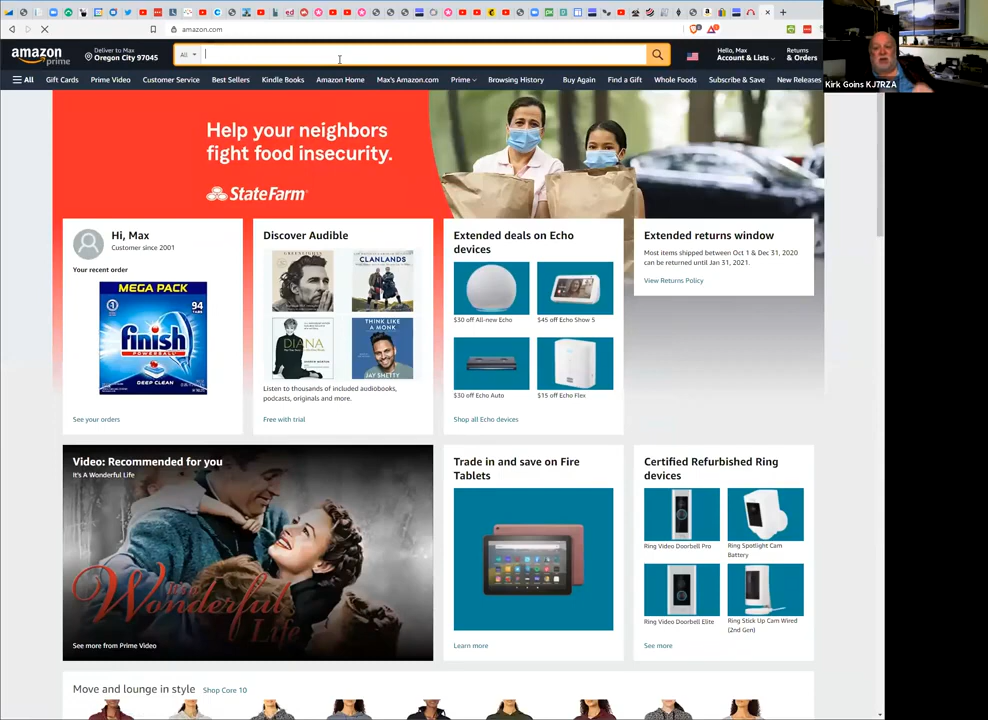 amazon.com
amazon prime
Deliver to Max
Oregon City 97045
All
Hello, Max
Account & Lists
Returns
& Orders
Kirk Goins KJ7RZA
All
Gift Cards
Prime Video
Customer Service
Best Sellers
Kindle Books
Amazon Home
Max's Amazon.com
Prime
Browsing History
Buy Again
Find a Gift
Whole Foods
Subscribe & Save
New Releases
Help your neighbors
fight food insecurity.
StateFarm
Hi, Max
Customer since 2001
Your recent order
MEGA PACK
94
TABS
finish
POWERBALL
DEEP CLEAN
See your orders
Discover Audible
GREENLIGHTS
CLANLANDS
DIANA
THINK LIKE
A MONK
JAY SHETTY
Listen to thousands of included audiobooks,
podcasts, originals and more.
Free with trial
Extended deals on Echo
devices
$30 off All-new Echo
$45 off Echo Show 5
$30 off Echo Auto
$15 off Echo Flex
Shop all Echo devices
Extended returns window
Most items shipped between Oct 1 & Dec 31, 2020
can be returned until Jan 31, 2021.
View Returns Policy
Video: Recommended for you
It's A Wonderful Life
It's a
Wonderful
Life
See more from Prime Video
Trade in and save on Fire
Tablets
Learn more
Certified Refurbished Ring
devices
Ring Video Doorbell Pro
Ring Spotlight Cam
Battery
Ring Video Doorbell Elite
Ring Stick Up Cam Wired
(2nd Gen)
See more
Move and lounge in style
Shop Core 10